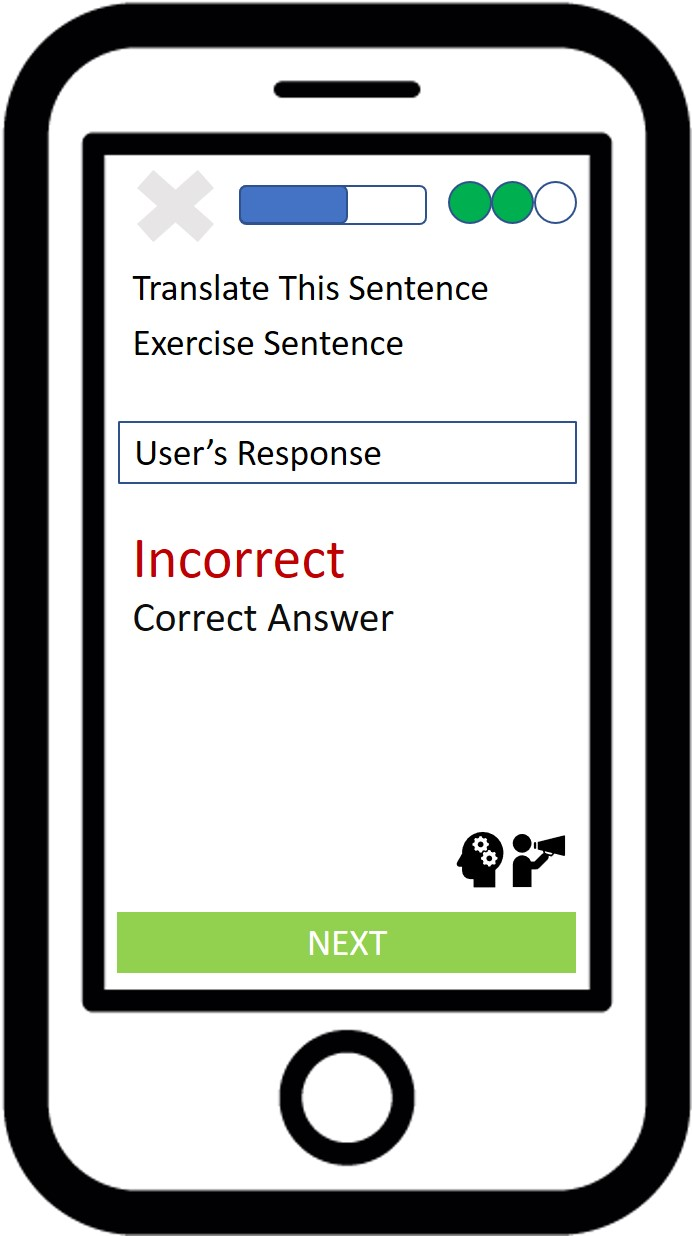 Translate This Sentence
Exercise Sentence
User’s Response
Incorrect
Correct Answer
NEXT